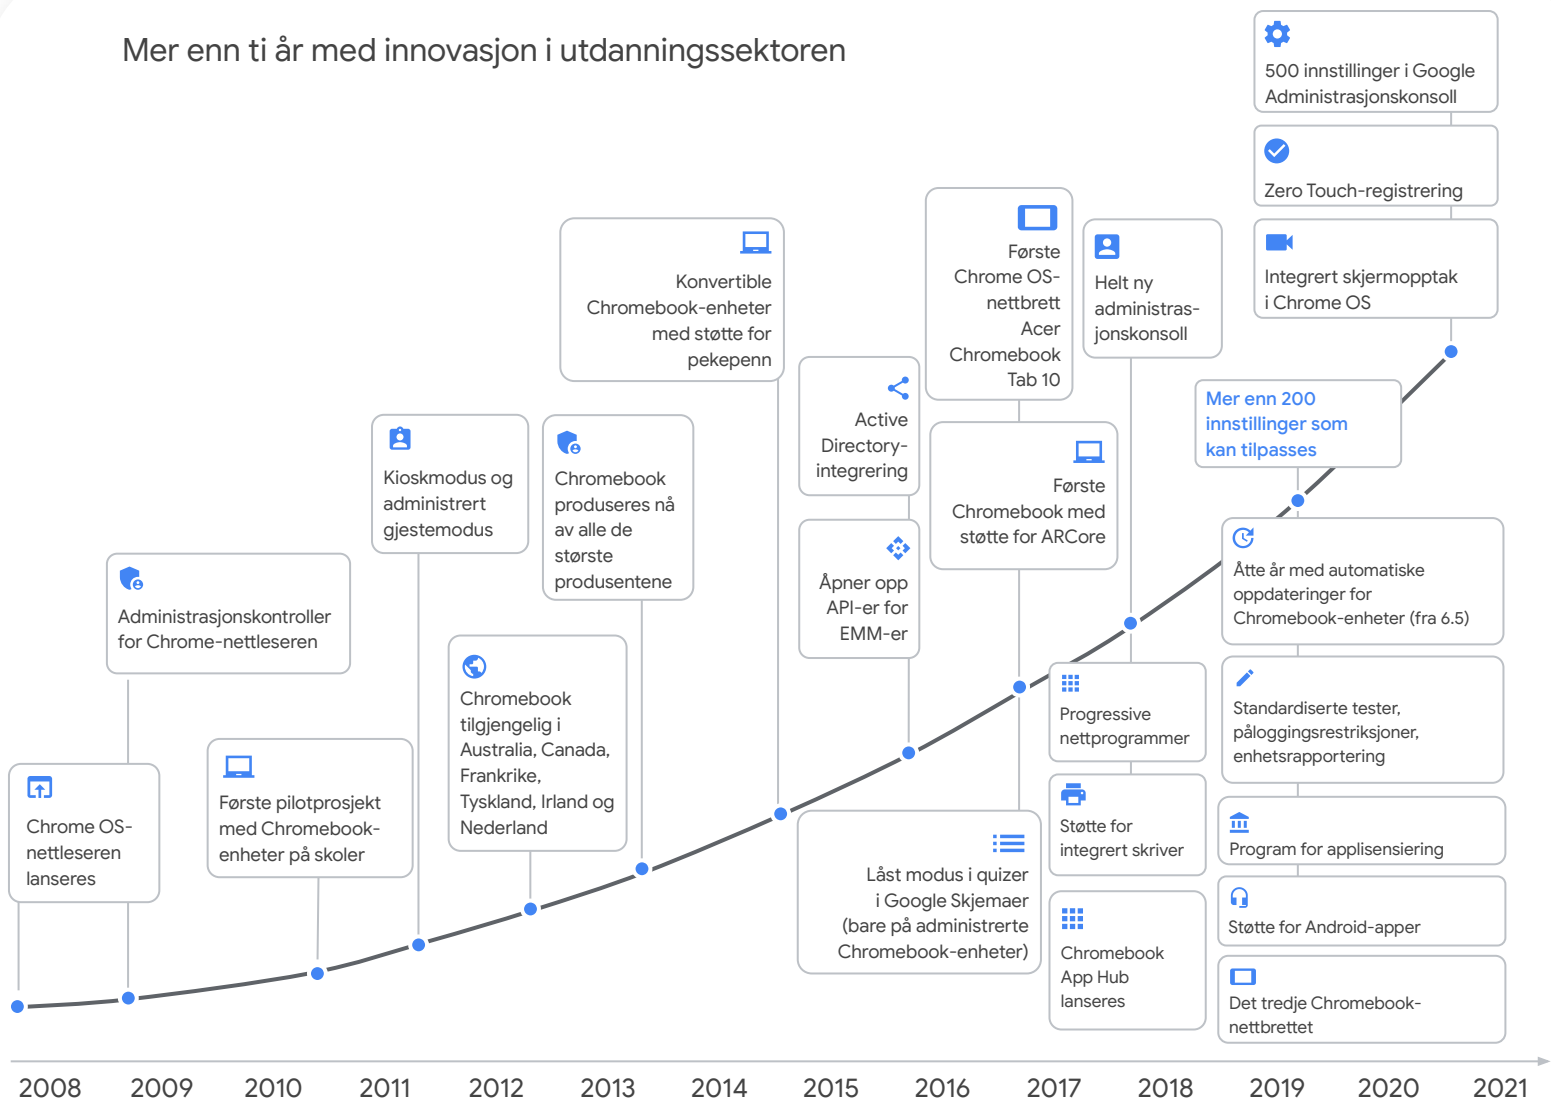 Mer enn ti år med innovasjon i utdanningssektoren
Chrome OS-
nettleseren
lanseres
Administrasjonskontroller
for Chrome-nettleseren
Første pilotprosjekt
med Chromebook-
enheter på skoler
Kioskmodus og
administrert
gjestemodus
Chromebook
tilgjengelig i
Australia, Canada,
Frankrike,
Tyskland, Irland og
Nederland
Chromebook
produseres nå
av alle de
største
produsentene
Konvertible
Chromebook-enheter
med støtte for
pekepenn
Active
Directory-
integrering
Åpner opp
API-er for
EMM-er
Første
Chrome OS-
nettbrett
Acer
Chromebook
Tab 10
Første
Chromebook med
støtte for ARCore
Låst modus i quizer
i Google Skjemaer
(bare på administrerte
Chromebook-enheter)
Helt ny
administras-
jonskonsoll
Progressive
nettprogrammer
Støtte for
integrert skriver
Chromebook
App Hub
lanseres
Mer enn 200
innstillinger som
kan tilpasses
Åtte år med automatiske
oppdateringer for
Chromebook-enheter (fra 6.5)
Standardiserte tester,
påloggingsrestriksjoner,
enhetsrapportering
Program for applisensiering
Støtte for Android-apper
Det tredje Chromebook-
nettbrettet
500 innstillinger i Google
Administrasjonskonsoll
Zero Touch-registrering
Integrert skjermopptak
i Chrome OS
2008 2009 2010 2011 2012 2013 2014 2015 2016 2017 2018 2019 2020 2021